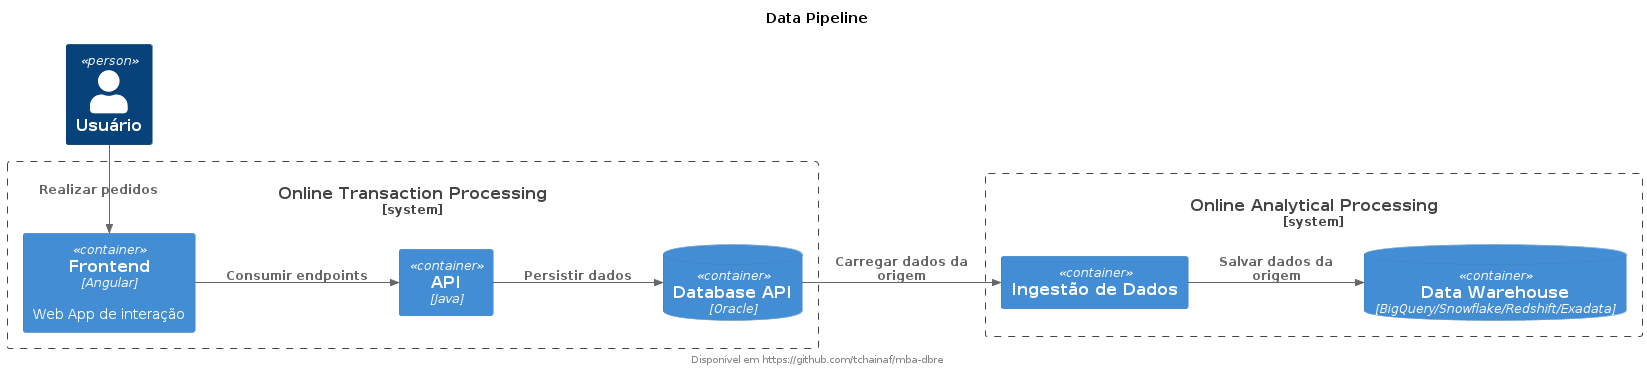 Data Pipeline
«person»
Usuário
Realizar pedidos
Online Transaction Processing
[system]
«container»
Frontend
[Angular]
Web App de interação
Consumir endpoints
«container»
API
[Java]
Persistir dados
«container»
Database API
[Oracle]
Carregar dados da
origem
Online Analytical Processing
[system]
«container»
Ingestão de Dados
Salvar dados da
origem
«container»
Data Warehouse
[BigQuery/Snowflake/Redshift/Exadata]
Disponível em https://github.com/tchainaf/mba-dbre